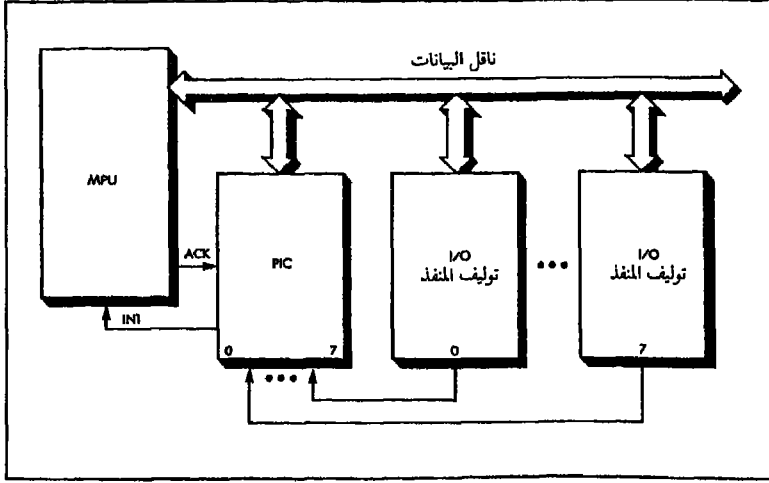 ناقل البيانات
MPU
ACK
INT
PIC
0 7
I/O
توليف المنفذ
0
I/O
توليف المنفذ
7